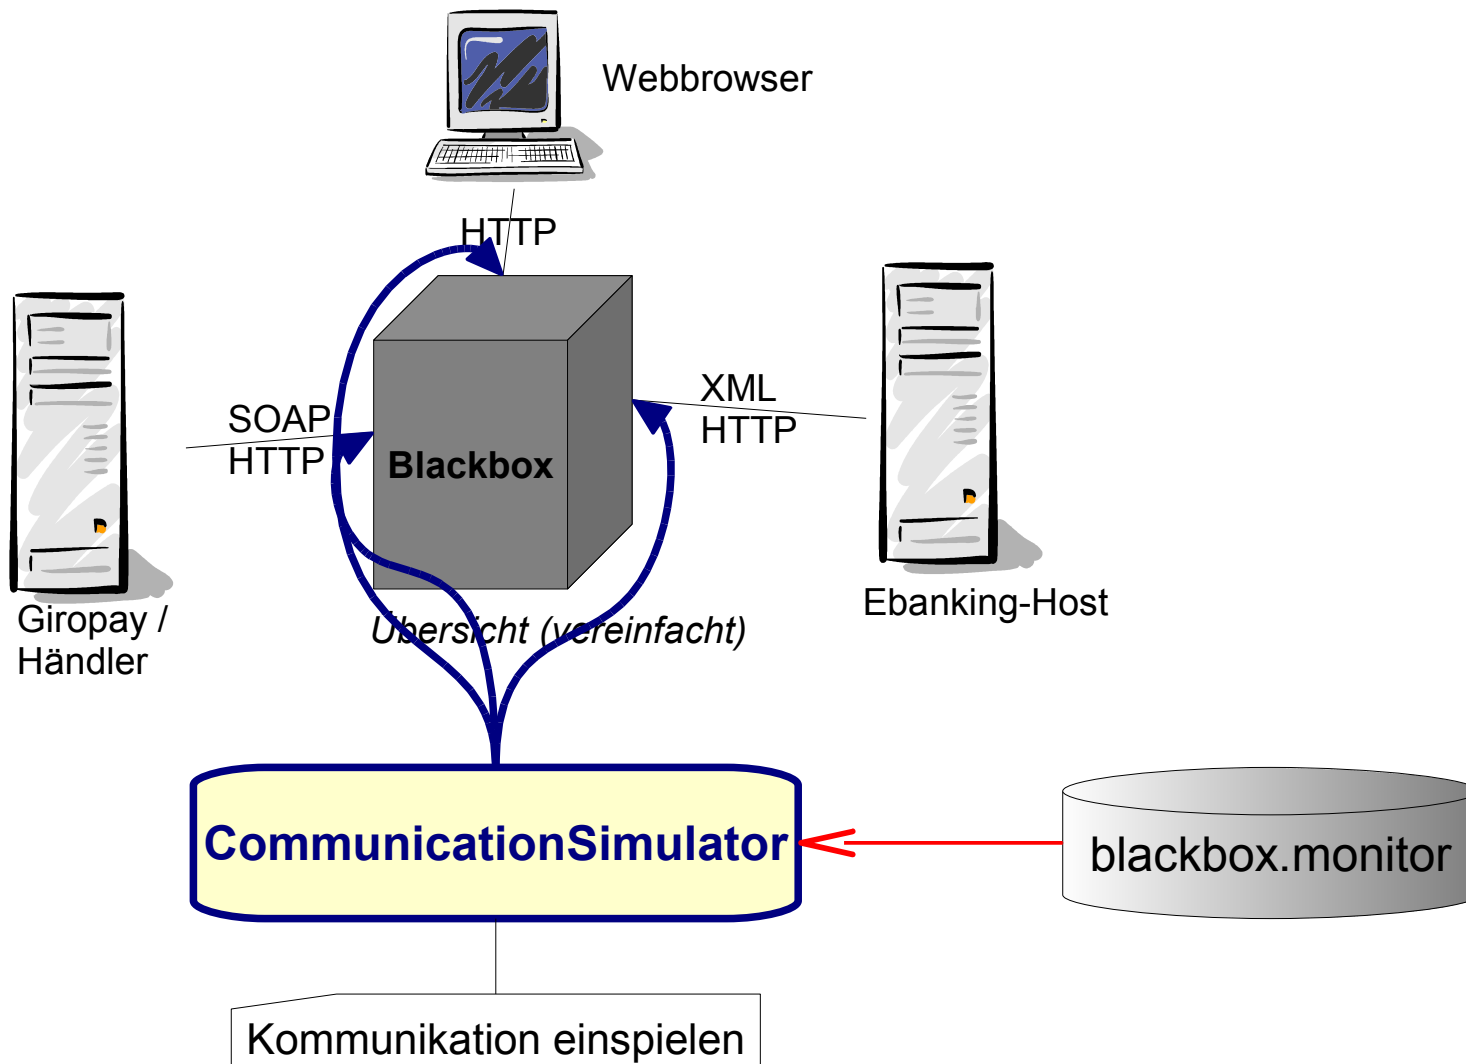 Webbrowser
HTTP
SOAP
HTTP
XML
HTTP
Blackbox
Giropay /
Händler
Ebanking-Host
Übersicht (vereinfacht)
CommunicationSimulator
blackbox.monitor
Kommunikation einspielen